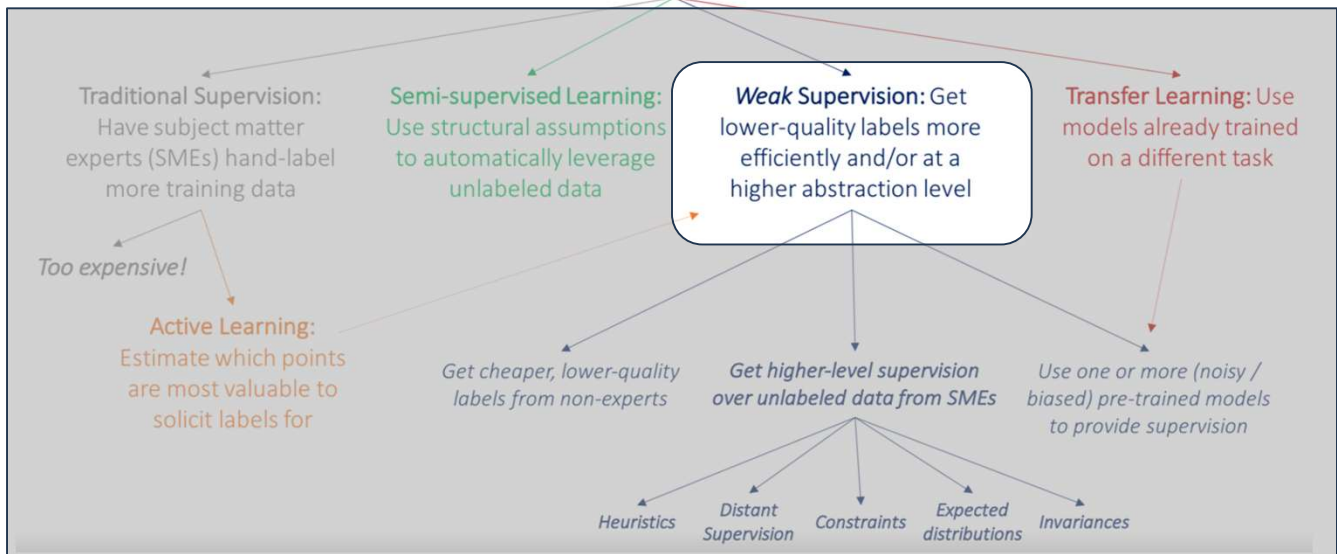 Traditional Supervision:
Have subject matter
experts (SMEs) hand-label
more training data
Semi-supervised Learning:
Use structural assumptions
to automatically leverage
unlabeled data
Weak Supervision: Get
lower-quality labels more
efficiently and/or at a
higher abstraction level
Transfer Learning: Use
models already trained
on a different task
Too expensive!
Active Learning:
Estimate which points
are most valuable to
solicit labels for
Get cheaper, lower-quality
labels from non-experts
Get higher-level supervision
over unlabeled data from SMEs
Use one or more (noisy /
biased) pre-trained models
to provide supervision
Heuristics
Distant
Supervision
Constraints
Expected
distributions
Invariances